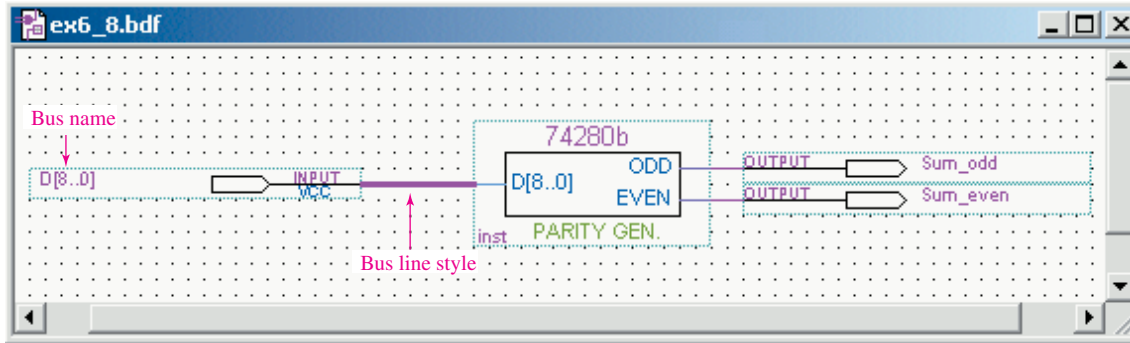 ex6_8.bdf
Bus name
D[8..0]
INPUT
VCC
74280b
D[8..0]
ODD
EVEN
inst
PARITY GEN.
OUTPUT
Sum_odd
OUTPUT
Sum_even
Bus line style